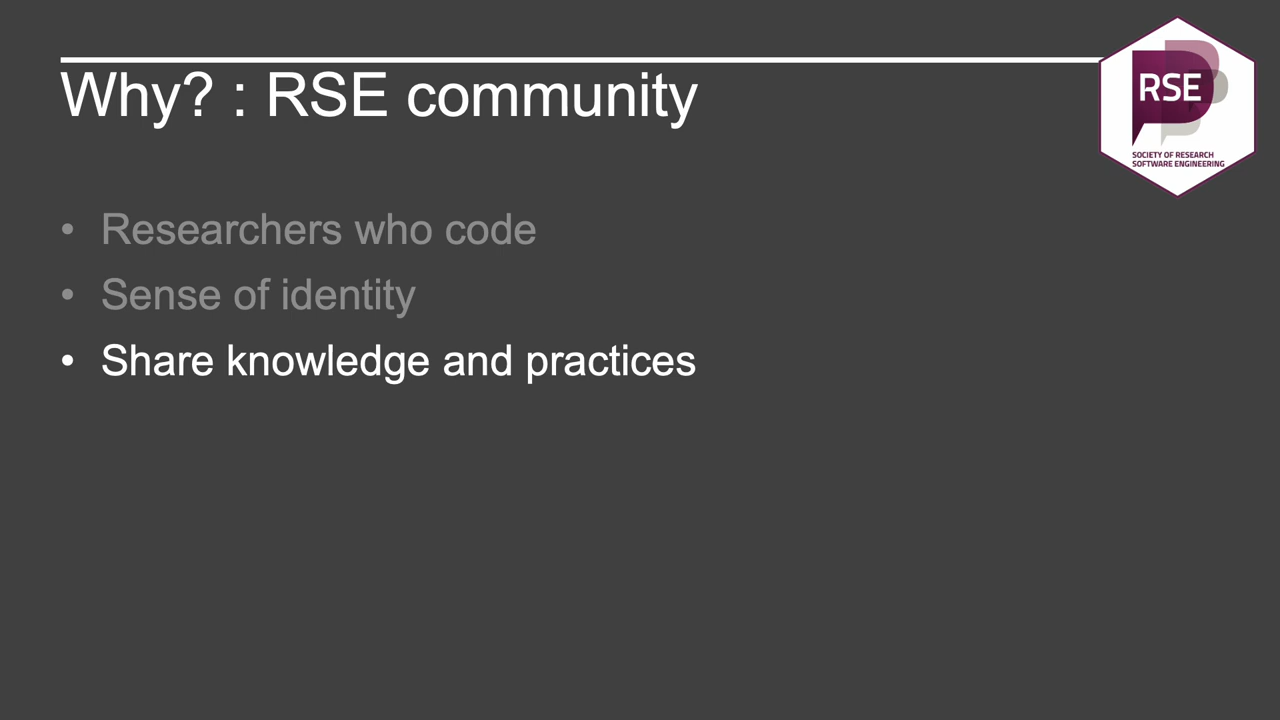 Why? : RSE community
RSE
SOCIETY OF RESEARCH
SOFTWARE ENGINEERING
• Researchers who code
• Sense of identity
• Share knowledge and practices